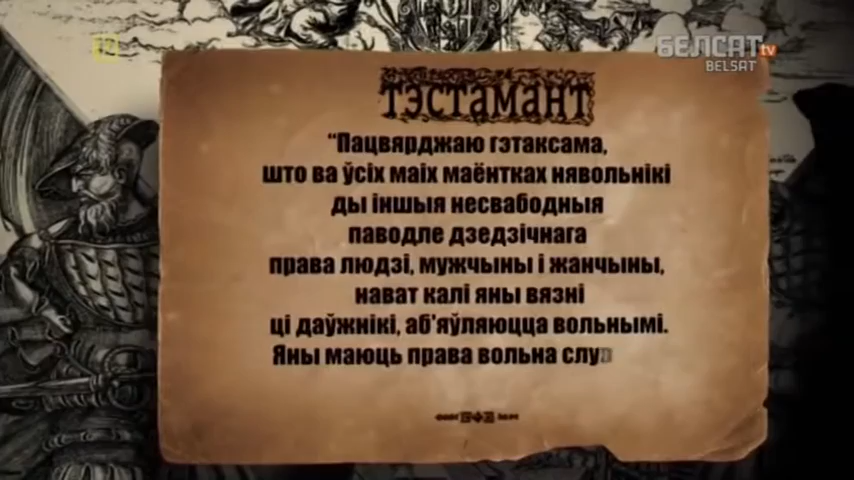 БЕЛСАТ tv
BELSAT
тэстамант
“Пацвярджаю гэтаксама,
што ва ўсіх маіх маёнтках нявольнікі
ды іншыя несвабодныя
паводле дзедзічнага
права людзі, мужчыны і жанчыны,
нават калі яны вязні
ці даўжнікі, аб'яўляюцца вольнымі.
Яны маюць права вольна